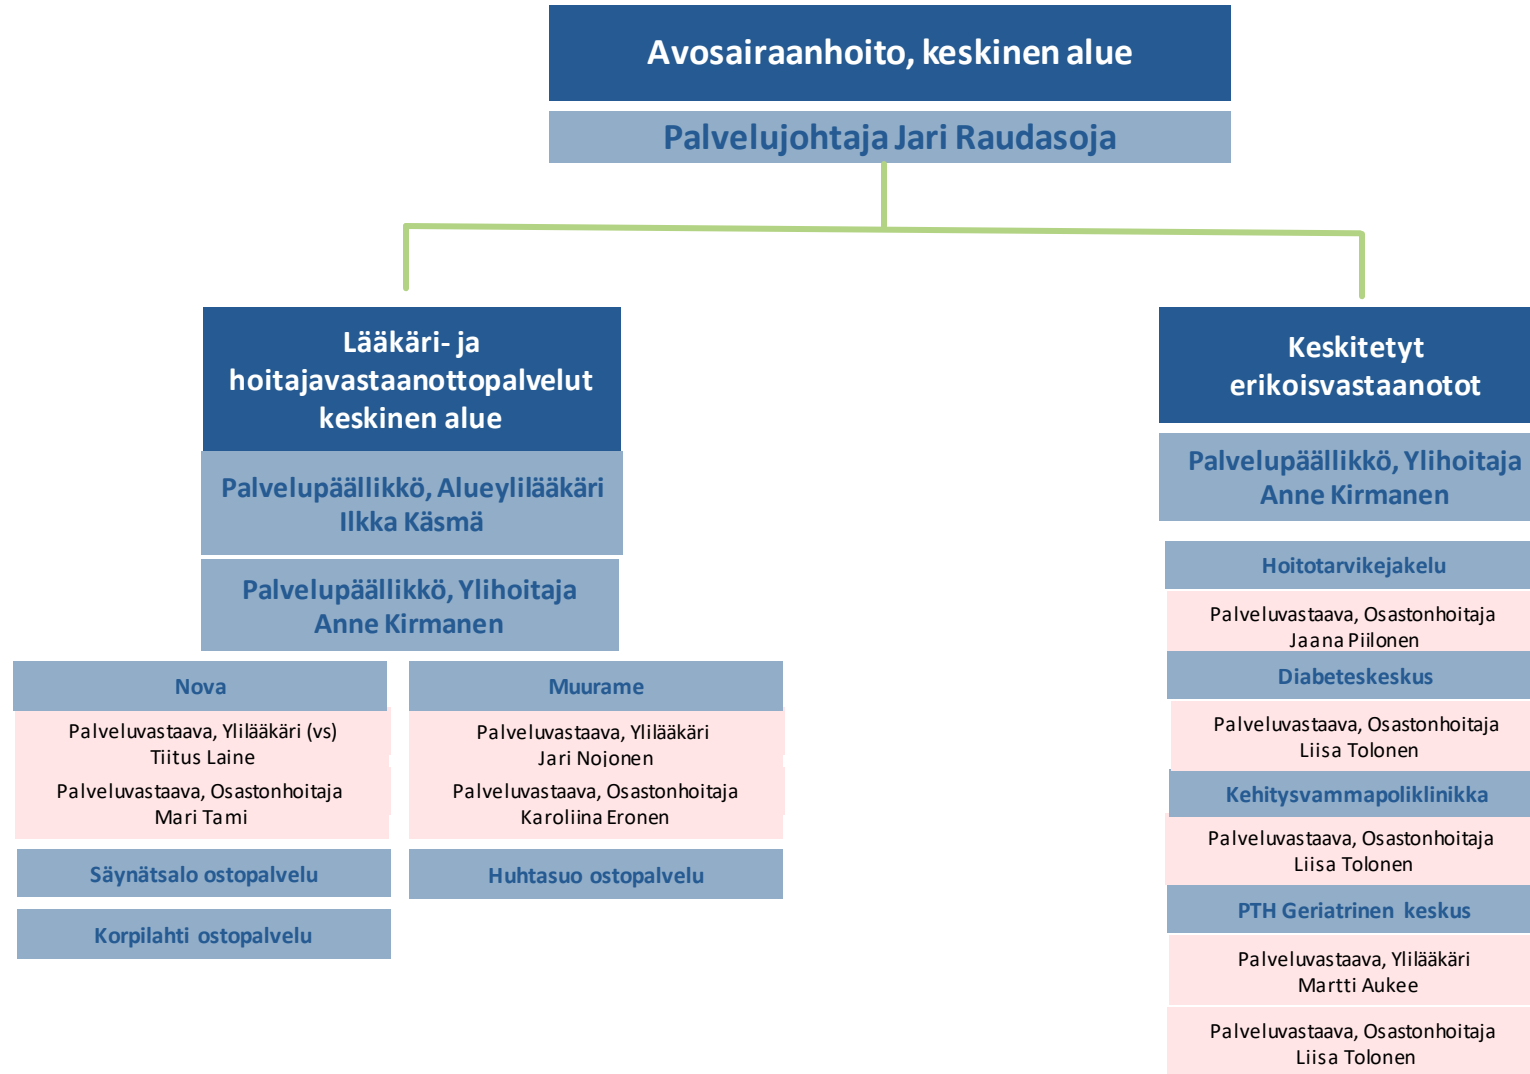 Avosairaanhoito, keskinen alue
Palvelujohtaja Jari Raudasoja
Lääkäri- ja
hoitajavastaanottopalvelut
keskinen alue
Palvelupäällikkö, Alueylilääkäri
Ilkka Käsmä
Palvelupäällikkö, Ylihoitaja
Anne Kirmanen
Nova
Palveluvastaava, Ylilääkäri (vs)
Tiitus Laine
Palveluvastaava, Osastonhoitaja
Mari Tami
Säynätsalo ostopalvelu
Korpilahti ostopalvelu
Muurame
Palveluvastaava, Ylilääkäri
Jari Nojonen
Palveluvastaava, Osastonhoitaja
Karoliina Eronen
Huhtasuo ostopalvelu
Keskitetyt
erikoisvastaanotot
Palvelupäällikkö, Ylihoitaja
Anne Kirmanen
Hoitotarvikejakelu
Palveluvastaava, Osastonhoitaja
Jaana Piilonen
Diabeteskeskus
Palveluvastaava, Osastonhoitaja
Liisa Tolonen
Kehitysvammapoliklinikka
Palveluvastaava, Osastonhoitaja
Liisa Tolonen
PTH Geriatrinen keskus
Palveluvastaava, Ylilääkäri
Martti Aukee
Palveluvastaava, Osastonhoitaja
Liisa Tolonen